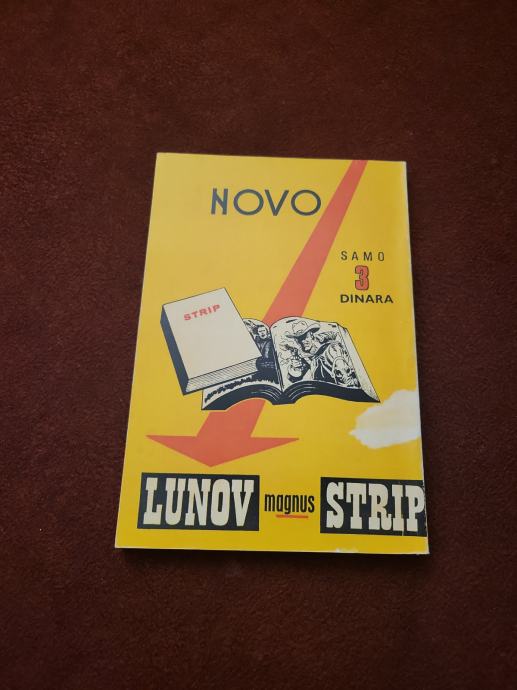 NOVO
SAMO
3
DINARA
STRIP
LUNOV magnus STRIP